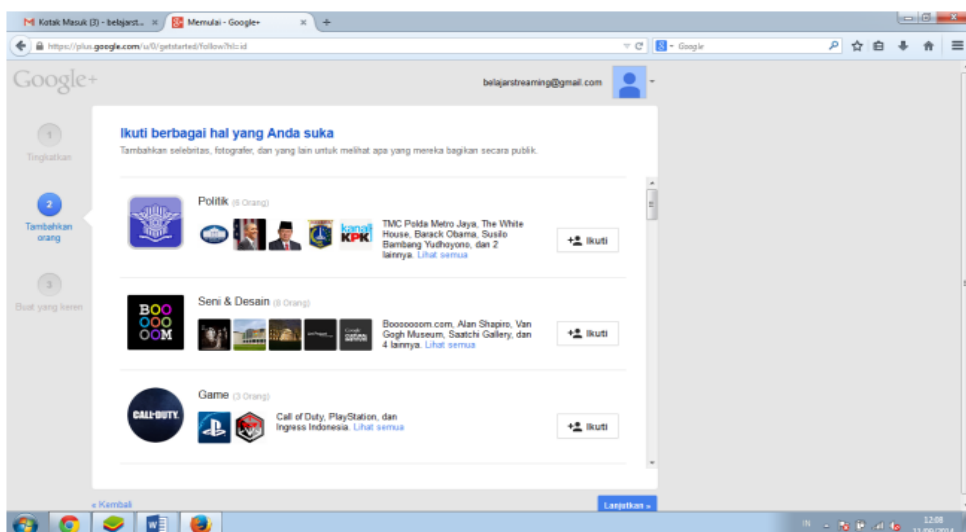 Kotak Masuk (3) - belajarst...
Memulai - Google+
https://plus.google.com/u/0/getstarted/follow?hl=id
Google
Google+
belajarstreaming@gmail.com
1
Tingkatkan
2
Tambahkan
orang
3
Buat yang keren
Ikuti berbagai hal yang Anda suka
Tambahkan selebritas, fotografer, dan yang lain untuk melihat apa yang mereka bagikan secara publik.
Politik (6 Orang)
kanal
KPK
TMC Polda Metro Jaya, The White
House, Barack Obama, Susilo
Bambang Yudhoyono, dan 2
lainnya. Lihat semua
Ikuti
BOO
OOO
OOM
Seni & Desain (8 Orang)
Booooooom.com, Alan Shapiro, Van
Gogh Museum, Saatchi Gallery, dan
4 lainnya. Lihat semua
Ikuti
CALL·DUTY
Game (3 Orang)
Call of Duty, PlayStation, dan
Ingress Indonesia. Lihat semua
Ikuti
« Kembali
Lanjutkan »
IN
12:08